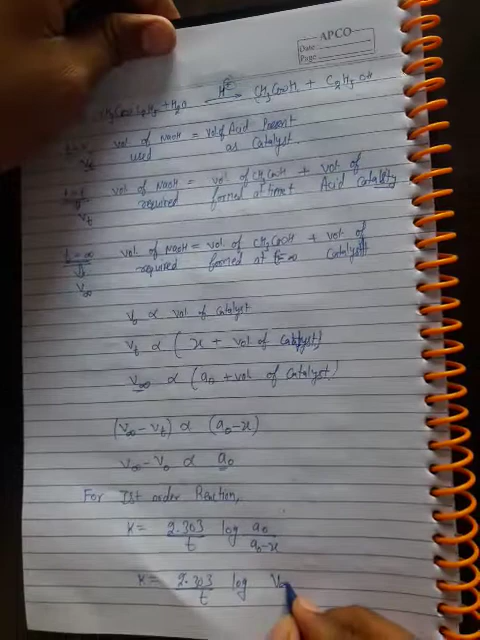 APCO
Date
Page
CH₃COOC₂H₅ + H₂O —H⊕→ CH₃COOH + C₂H₅OH
t=0 vol of NaOH = vol of Acid Present
V₀ used as Catalyst.
t=t vol of NaOH = vol. of CH₃COOH + vol. of
Vt required formed at time t Acid catalyst
t=∞ vol. of NaOH = vol. of CH₃COOH + vol. of
V∞ required formed at t=∞ catalyst
V₀ ∝ vol of catalyst
Vt ∝ (x + vol of catalyst)
V∞ ∝ (a₀ + vol of catalyst)
(V∞ - Vt) ∝ (a₀-x)
V∞ - V₀ ∝ a₀
For Ist order Reaction,
K = 2.303/t log a₀/a₀-x
K = 2.303/t log V